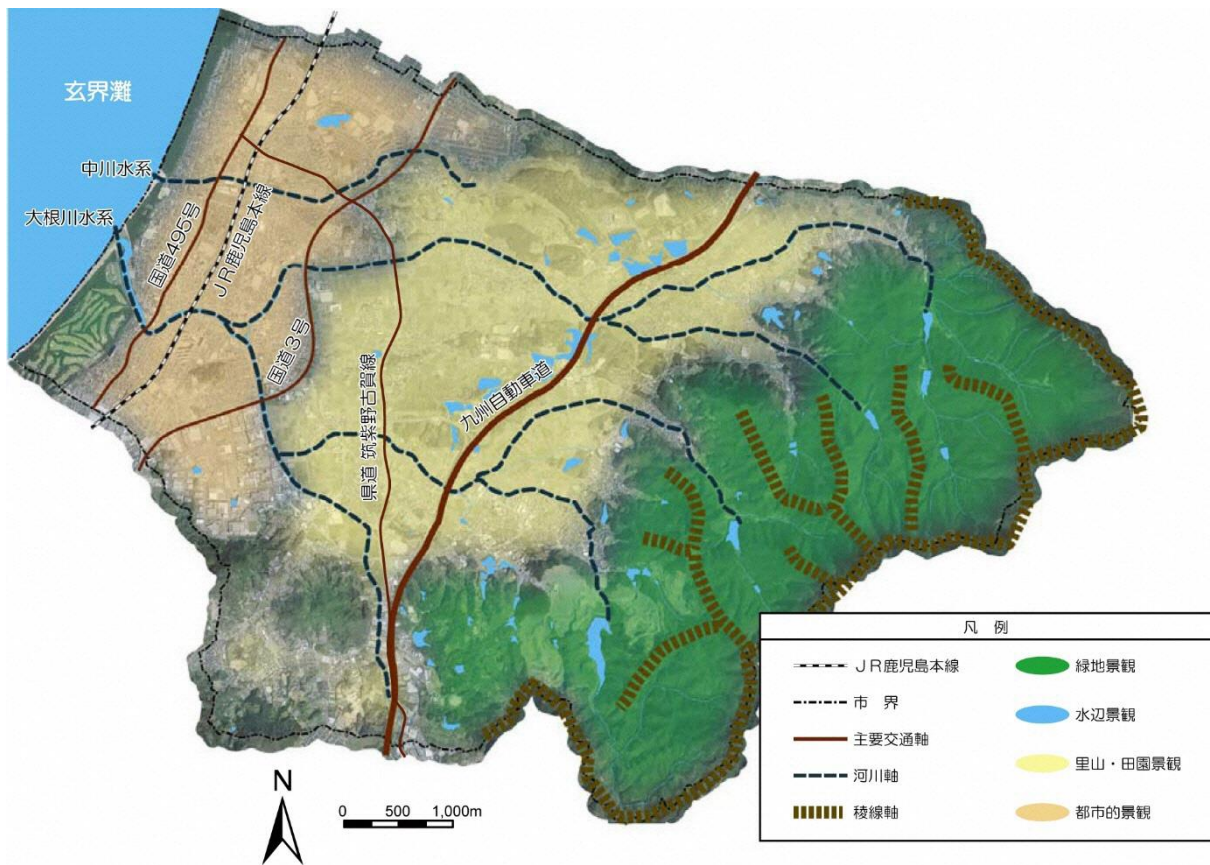 玄界灘
中川水系
大根川水系
国道495号
JR鹿児島本線
国道3号
県道 筑紫野古賀線
九州自動車道
N
0 500 1,000m
凡 例
JR鹿児島本線
市 界
主要交通軸
河川軸
稜線軸
緑地景観
水辺景観
里山・田園景観
都市的景観